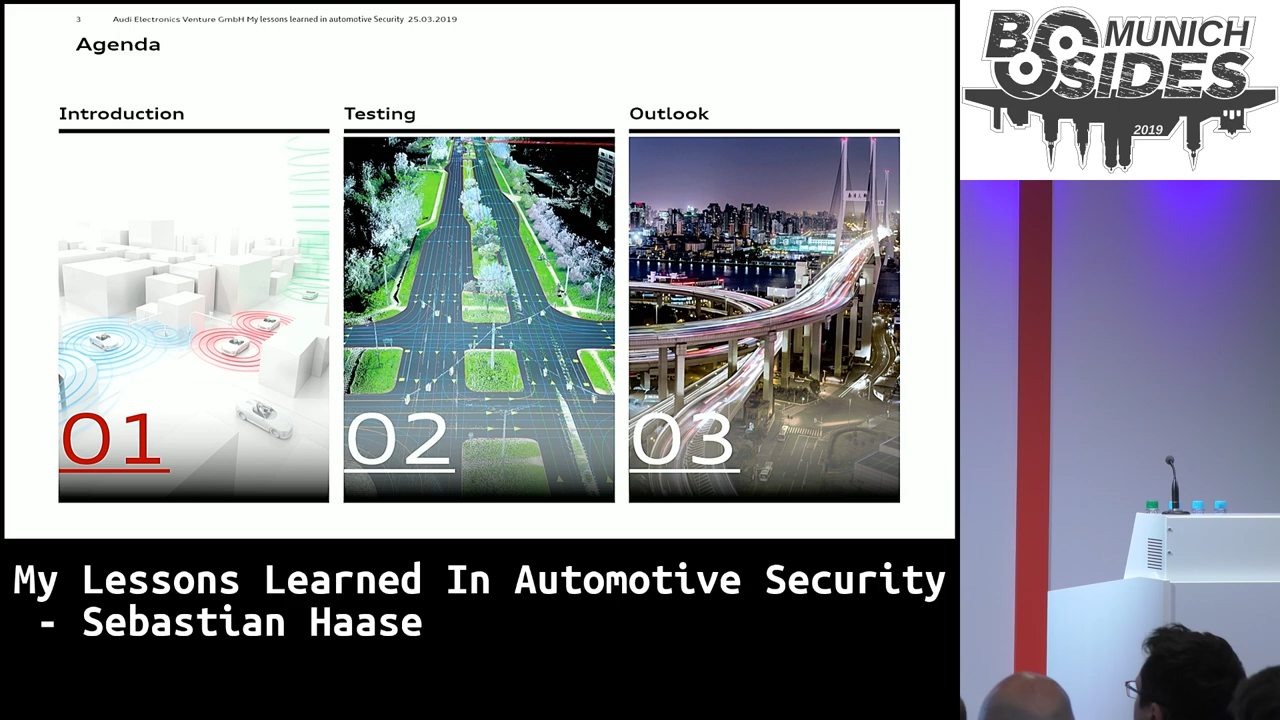 3 Audi Electronics Venture GmbH My lessons learned in automotive Security 25.03.2019
Agenda
Introduction
Testing
Outlook
01
02
03
My Lessons Learned In Automotive Security
- Sebastian Haase
BSIDES
MUNICH
2019